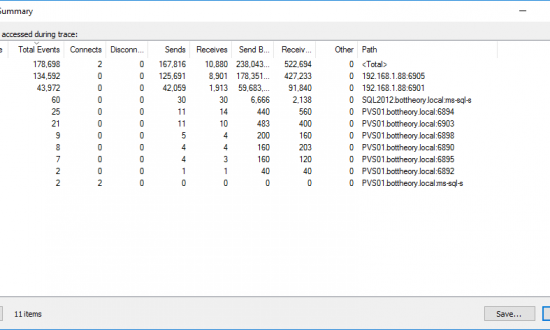 Summary
accessed during trace:
e Total Events Connects Disconn... Sends Receives Send B... Receiv... Other Path
178,698 2 0 167,816 10,880 238,043... 522,694 0 <Total>
134,592 0 0 125,691 8,901 178,351... 427,233 0 192.168.1.88:6905
43,972 0 0 42,059 1,913 59,683,... 91,840 0 192.168.1.88:6901
60 0 0 30 30 6,666 2,138 0 SQL2012.bottheory.local:ms-sql-s
25 0 0 11 14 440 560 0 PVS01.bottheory.local:6894
21 0 0 11 10 483 400 0 PVS01.bottheory.local:6903
9 0 0 5 4 200 160 0 PVS01.bottheory.local:6898
8 0 0 4 4 160 203 0 PVS01.bottheory.local:6890
7 0 0 4 3 160 120 0 PVS01.bottheory.local:6895
2 0 0 1 1 40 40 0 PVS01.bottheory.local:6892
2 2 0 0 0 0 0 0 PVS01.bottheory.local:ms-sql-s
11 items Save...